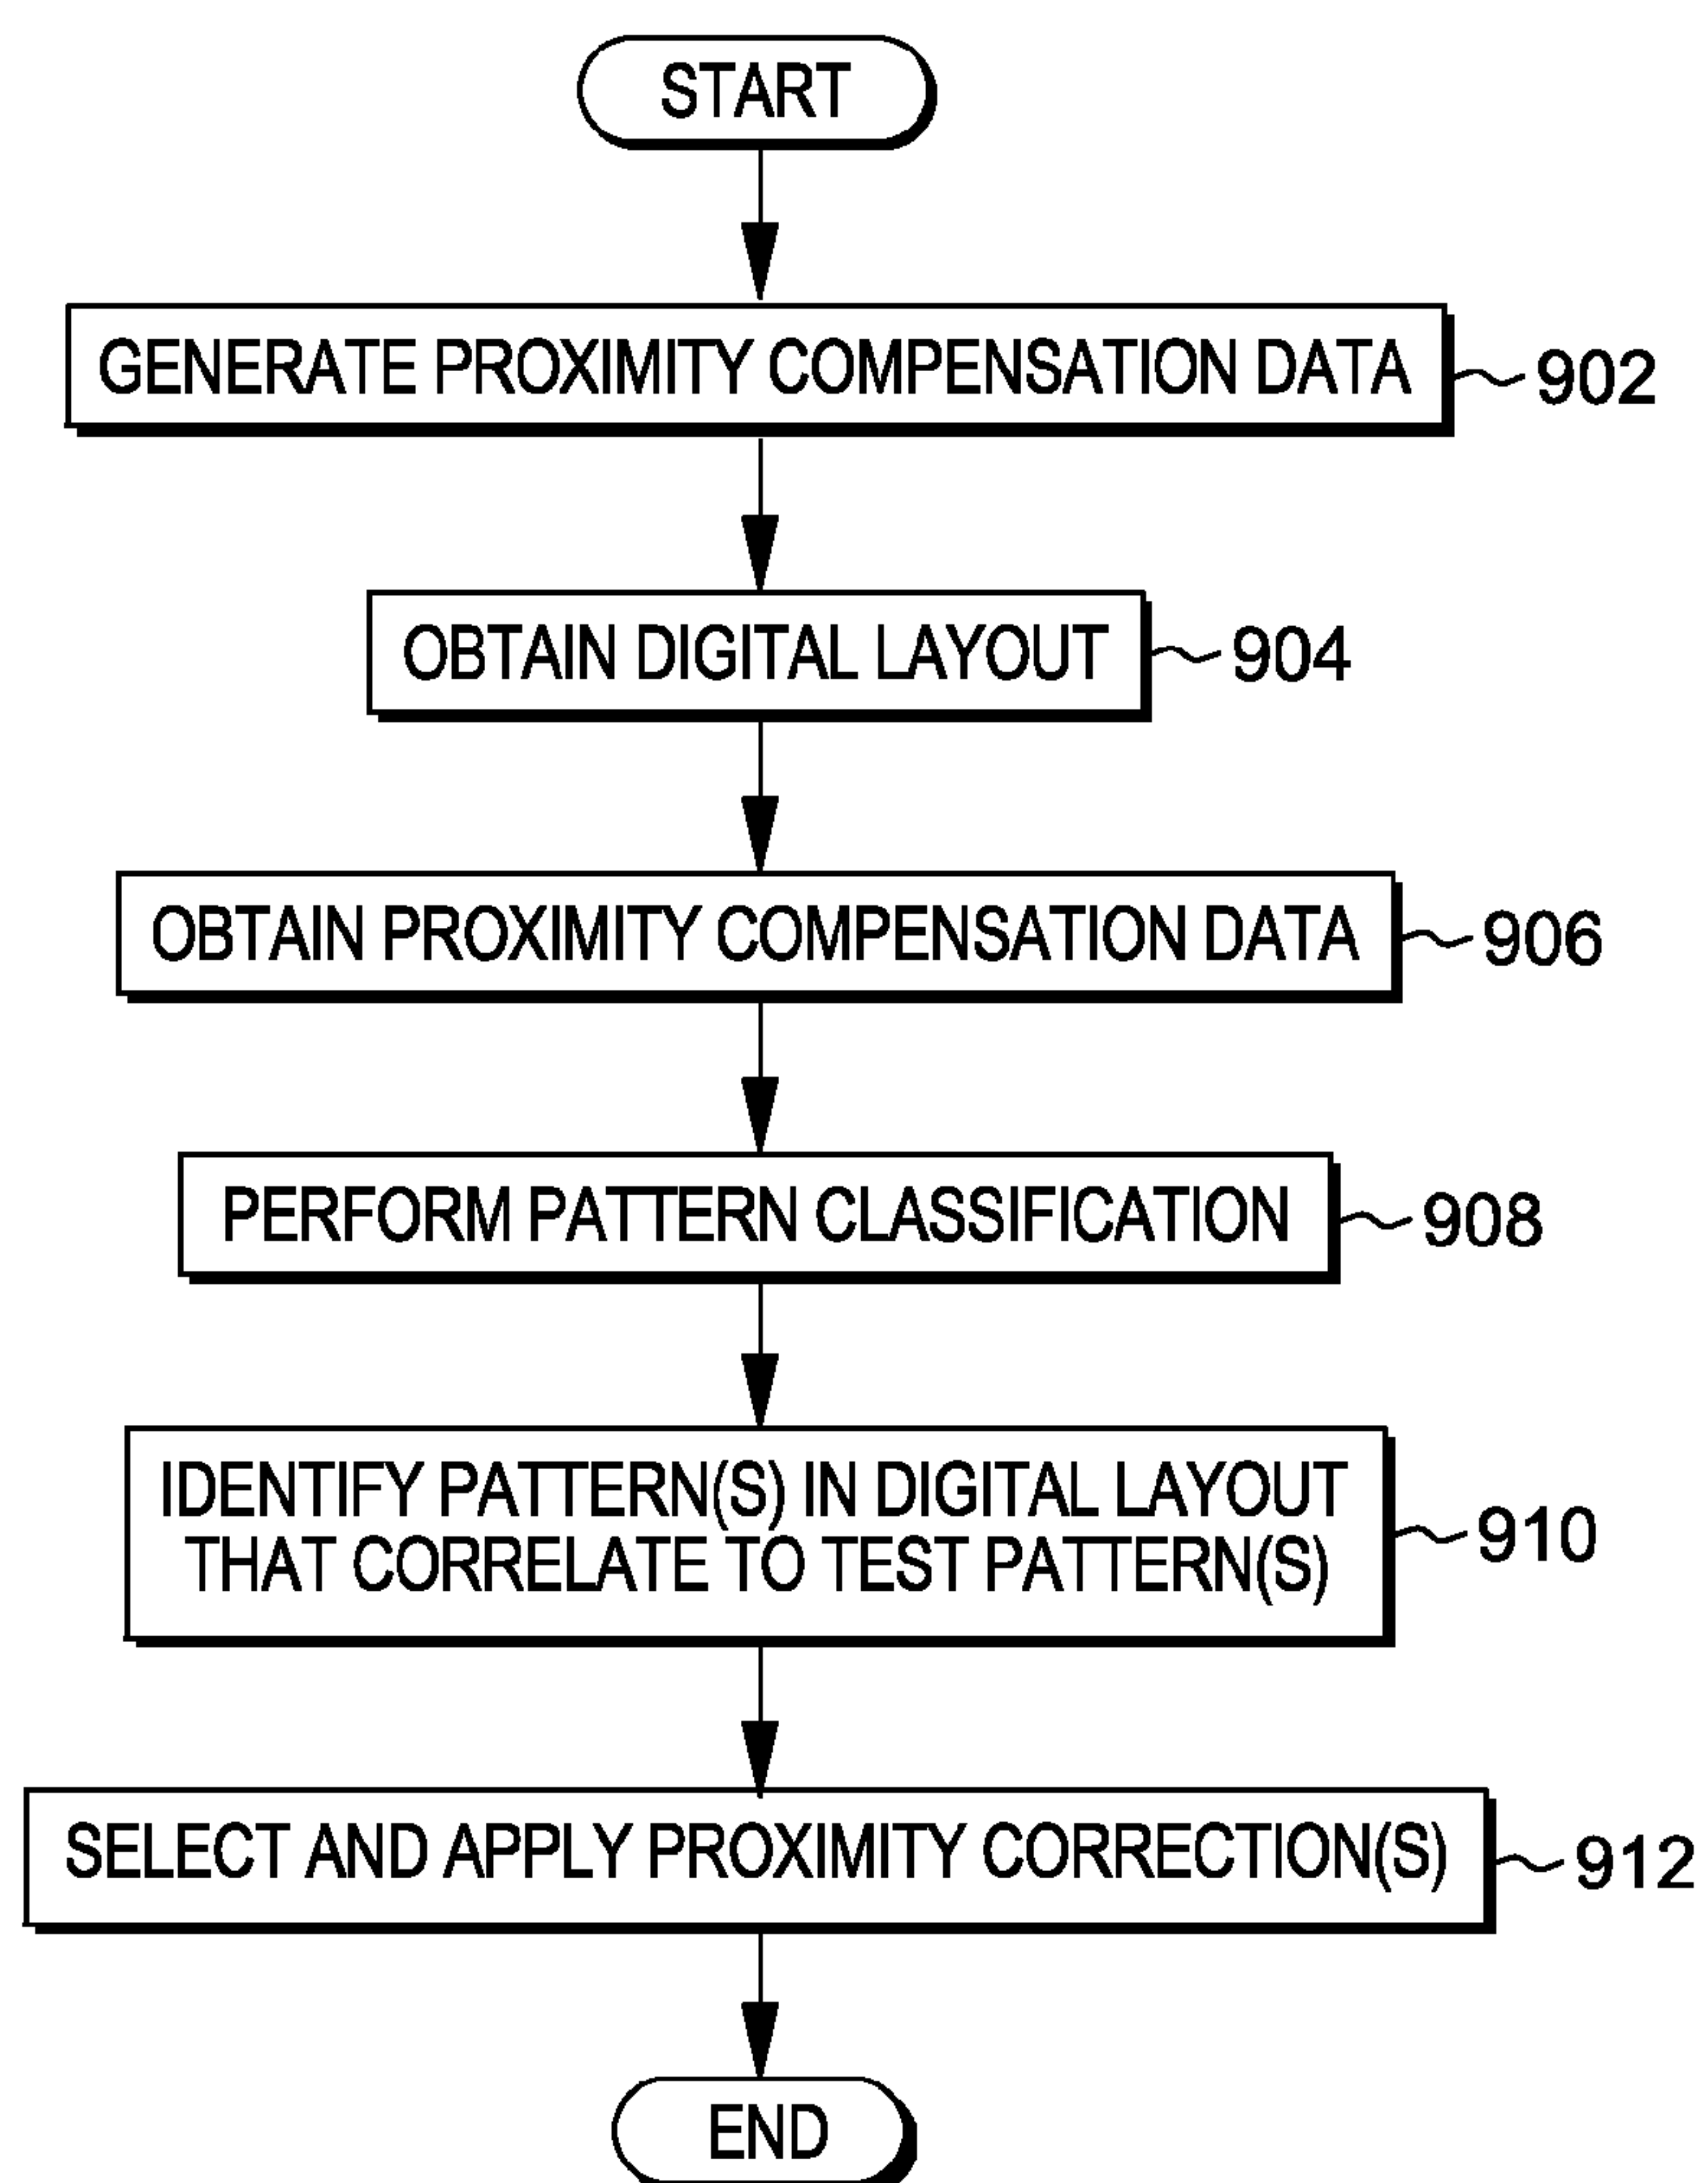 START
GENERATE PROXIMITY COMPENSATION DATA
902
OBTAIN DIGITAL LAYOUT
904
OBTAIN PROXIMITY COMPENSATION DATA
906
PERFORM PATTERN CLASSIFICATION
908
IDENTIFY PATTERN(S) IN DIGITAL LAYOUT
THAT CORRELATE TO TEST PATTERN(S)
910
SELECT AND APPLY PROXIMITY CORRECTION(S)
912
END